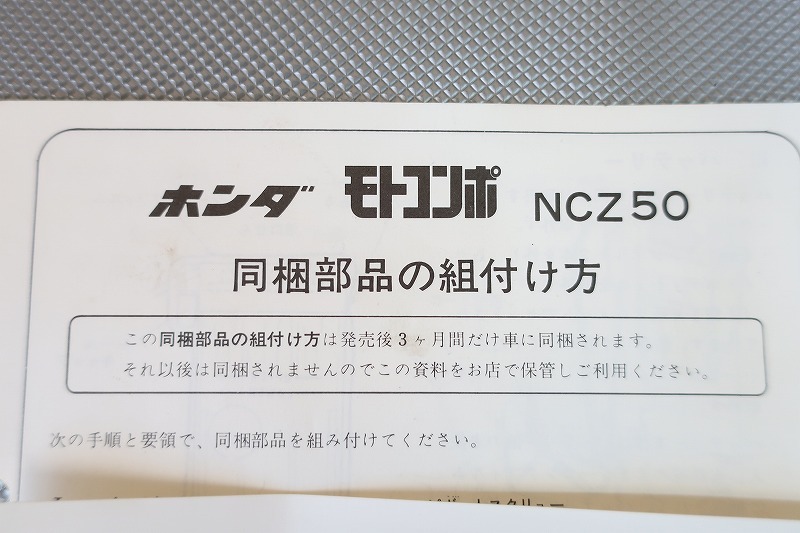 ホンダ モトコンポ NCZ50
同梱部品の組付け方
この同梱部品の組付け方は発売後3ヶ月間だけ車に同梱されます。
それ以後は同梱されませんのでこの資料をお店で保管しご利用ください。
次の手順と要領で、同梱部品を組み付けてください。